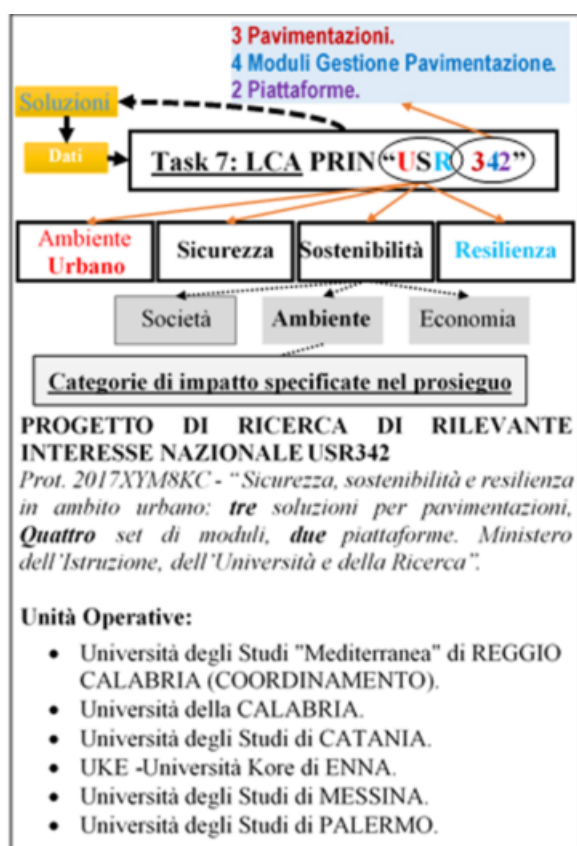 3 Pavimentazioni.
4 Moduli Gestione Pavimentazione.
2 Piattaforme.
Soluzioni
Dati
Task 7: LCA PRIN “USR 342”
Ambiente
Urbano
Sicurezza
Sostenibilità
Resilienza
Società
Ambiente
Economia
Categorie di impatto specificate nel prosieguo
PROGETTO DI RICERCA DI RILEVANTE
INTERESSE NAZIONALE USR342
Prot. 2017XYM8KC - “Sicurezza, sostenibilità e resilienza
in ambito urbano: tre soluzioni per pavimentazioni,
Quattro set di moduli, due piattaforme. Ministero
dell’Istruzione, dell’Università e della Ricerca”.
Unità Operative:
• Università degli Studi "Mediterranea" di REGGIO
CALABRIA (COORDINAMENTO).
• Università della CALABRIA.
• Università degli Studi di CATANIA.
• UKE -Università Kore di ENNA.
• Università degli Studi di MESSINA.
• Università degli Studi di PALERMO.